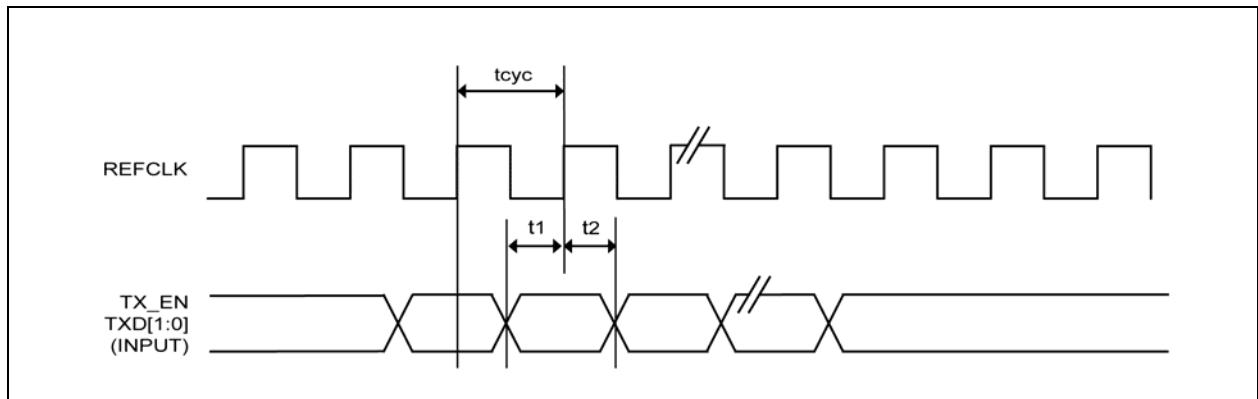 tcyc
REFCLK
t1
t2
TX_EN
TXD[1:0]
(INPUT)